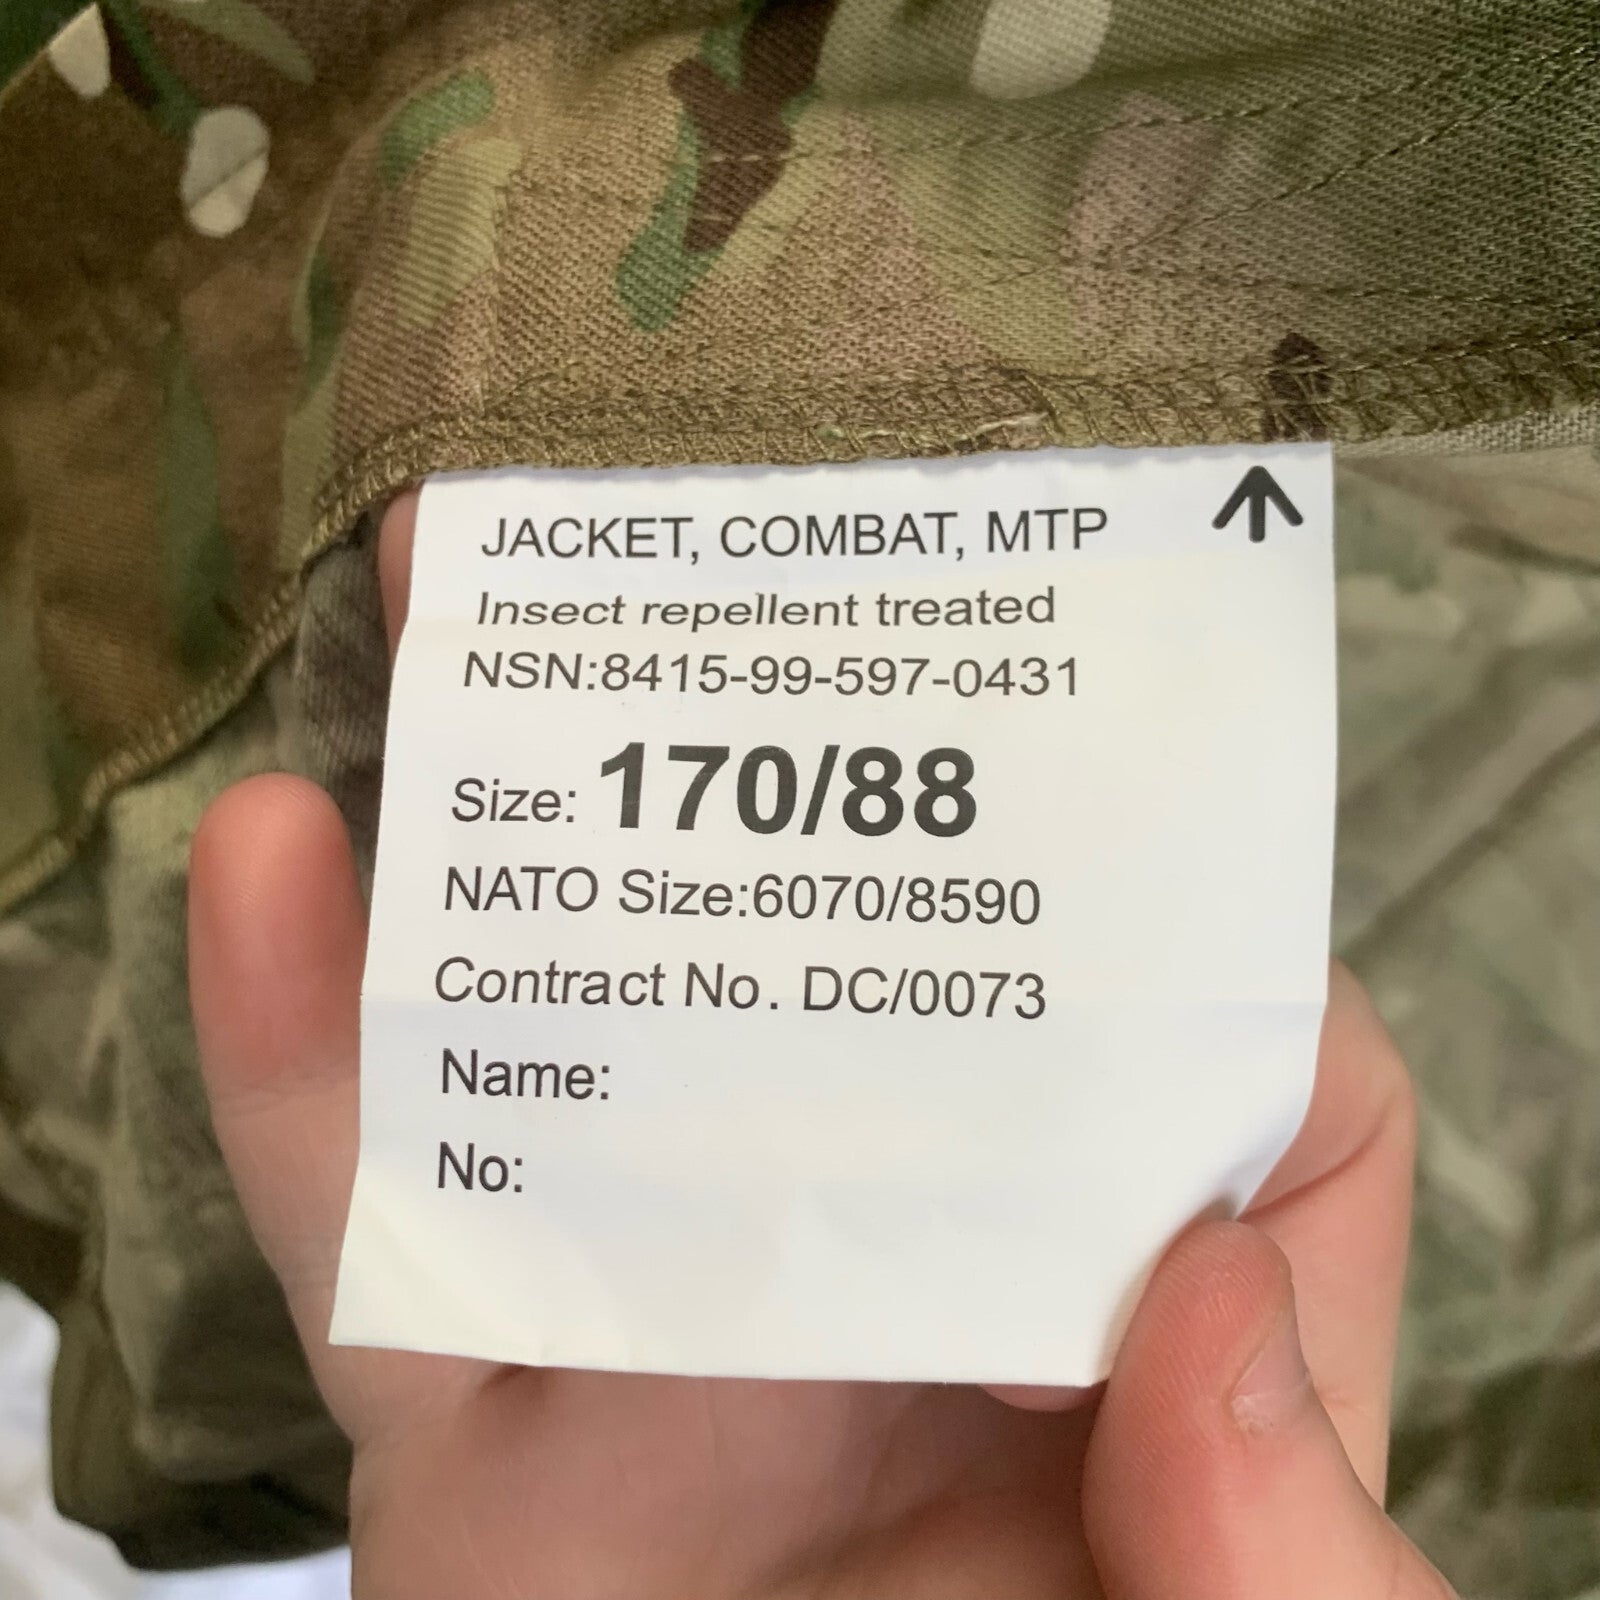 JACKET, COMBAT, MTP
Insect repellent treated
NSN:8415-99-597-0431
Size: 170/88
NATO Size:6070/8590
Contract No. DC/0073
Name:
No: